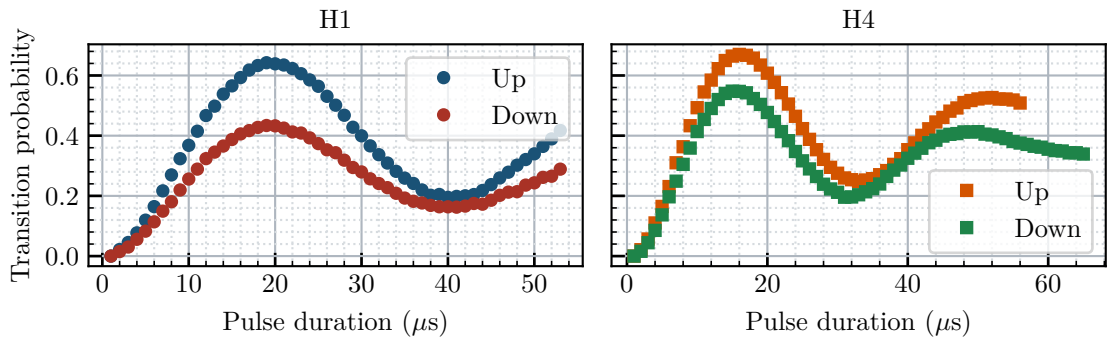 H1
H4
Transition probability
0.6
0.4
0.2
0.0
Up
Down
Up
Down
0 10 20 30 40 50
0 20 40 60
Pulse duration (μs)
Pulse duration (μs)